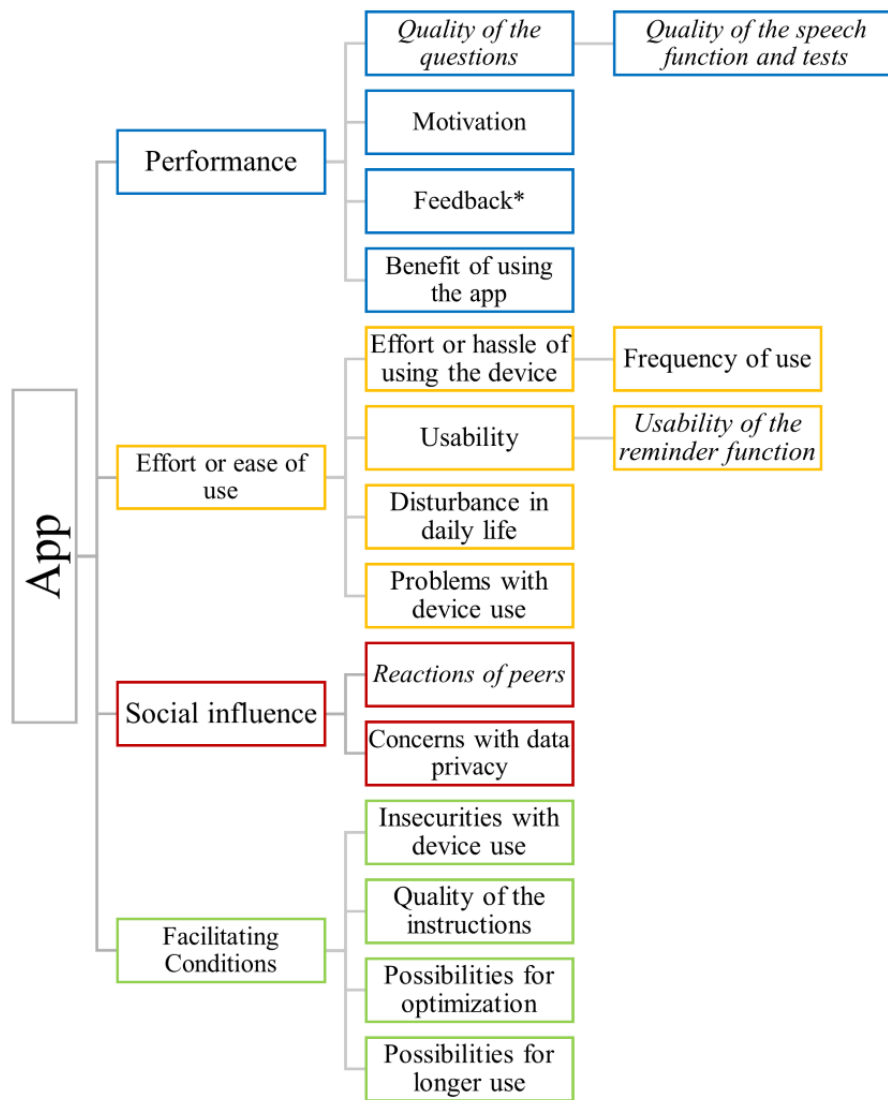 App
Performance
Quality of the
questions
Quality of the speech
function and tests
Motivation
Feedback*
Benefit of using
the app
Effort or ease of
use
Effort or hassle of
using the device
Frequency of use
Usability
Usability of the
reminder function
Disturbance in
daily life
Problems with
device use
Social influence
Reactions of peers
Concerns with data
privacy
Facilitating
Conditions
Insecurities with
device use
Quality of the
instructions
Possibilities for
optimization
Possibilities for
longer use